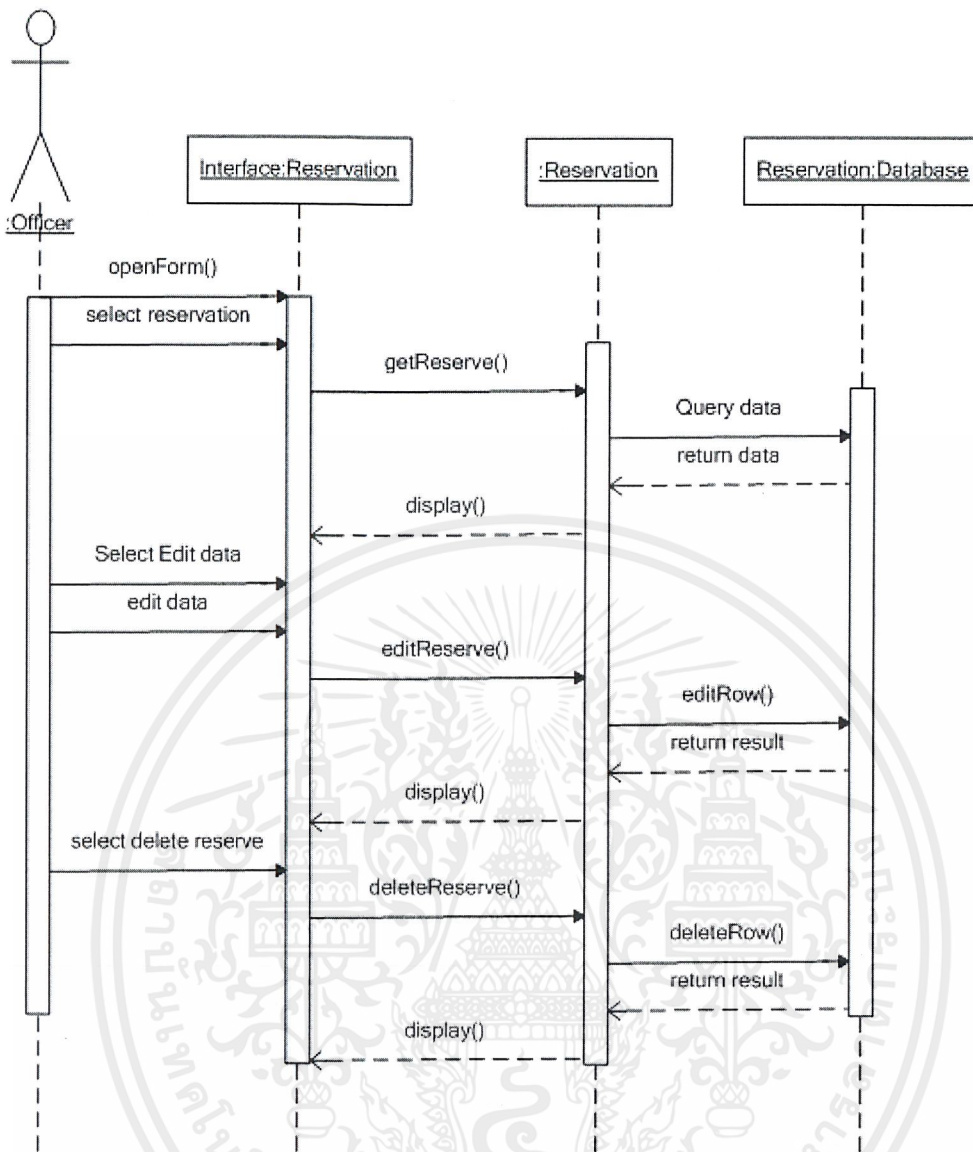 :Officer
Interface:Reservation
:Reservation
Reservation:Database
openForm()
select reservation
getReserve()
Query data
return data
display()
Select Edit data
edit data
editReserve()
editRow()
return result
display()
select delete reserve
deleteReserve()
deleteRow()
return result
display()